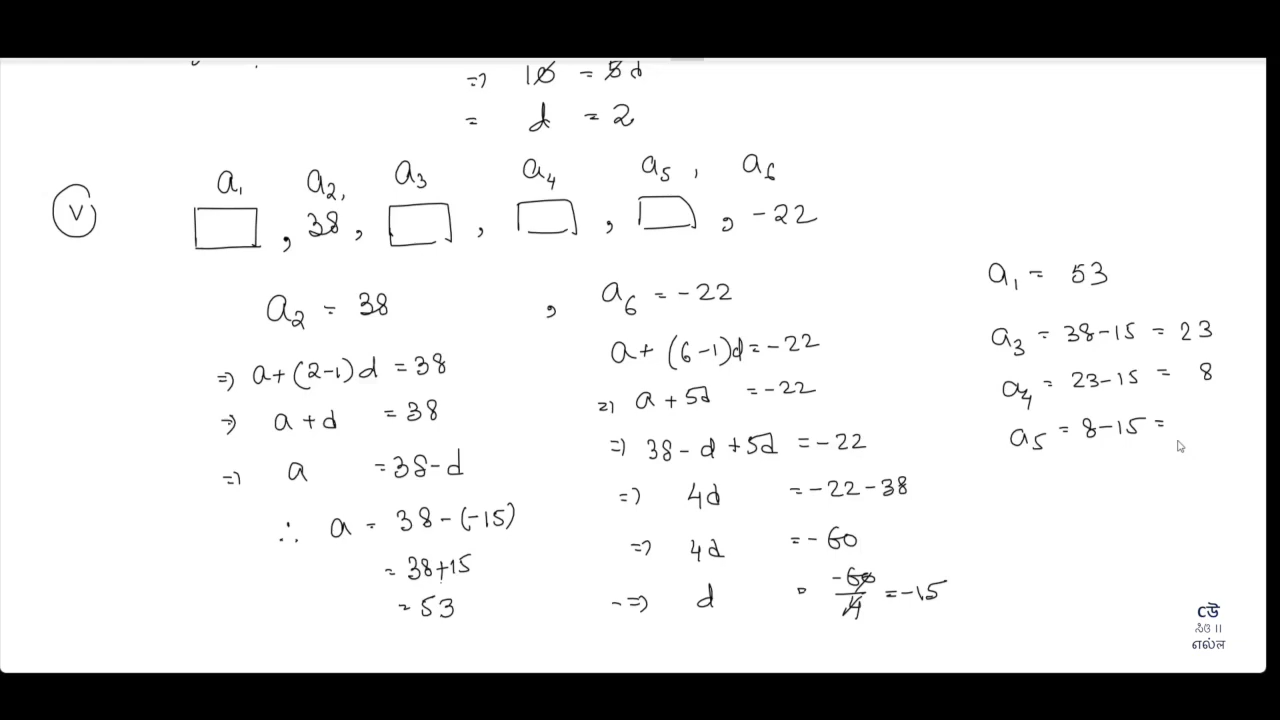 => 10 = 5d
= d = 2
a₁ a₂, a₃ a₄ a₅, a₆
V , 38, , , , -22
a₂ = 38
=> a+(2-1)d = 38
=> a+d = 38
=> a = 38-d
∴ a = 38-(-15)
= 38+15
= 53
, a₆ = -22
a+(6-1)d = -22
=> a+5d = -22
=> 38-d+5d = -22
=> 4d = -22-38
=> 4d = -60
=> d = -60/4 = -15
a₁ = 53
a₃ = 38-15 = 23
a₄ = 23-15 = 8
a₅ = 8-15 =
எல்ல